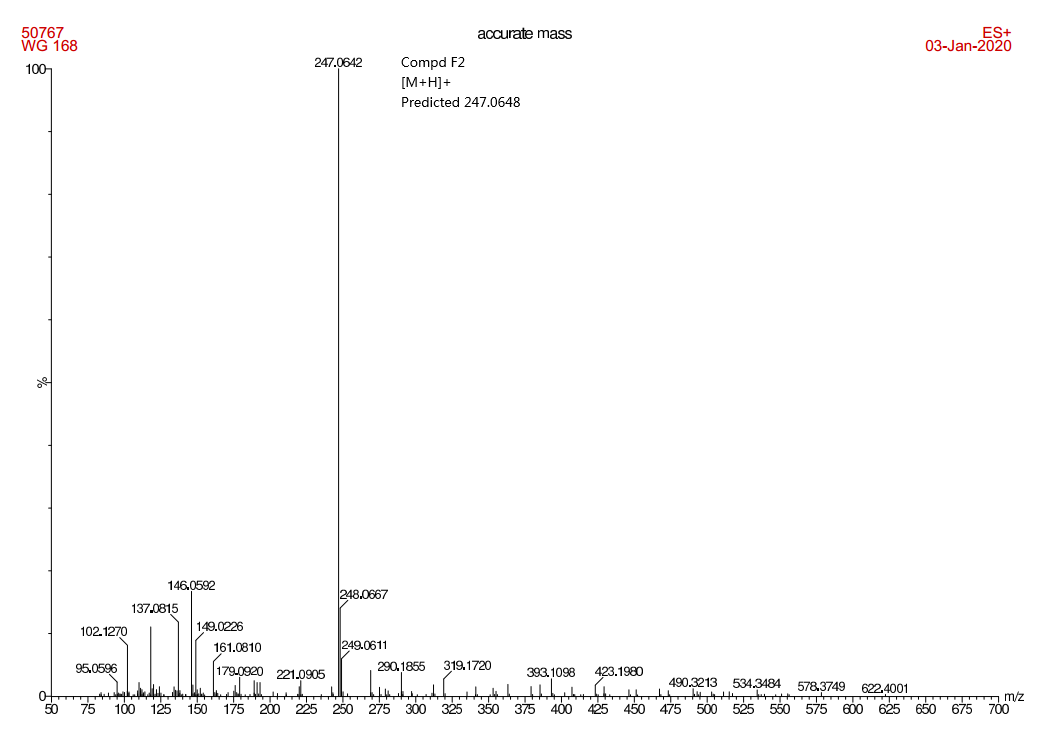 50767
WG 168
accurate mass
ES+
03-Jan-2020
100
247.0642
Compd F2
[M+H]+
Predicted 247.0648
%
146.0592
137.0815
248.0667
149.0226
102.1270
161.0810
249.0611
95.0596
179.0920
221.0905
290.1855
319.1720
393.1098
423.1980
490.3213
534.3484
578.3749
622.4001
0
m/z
50 75 100 125 150 175 200 225 250 275 300 325 350 375 400 425 450 475 500 525 550 575 600 625 650 675 700